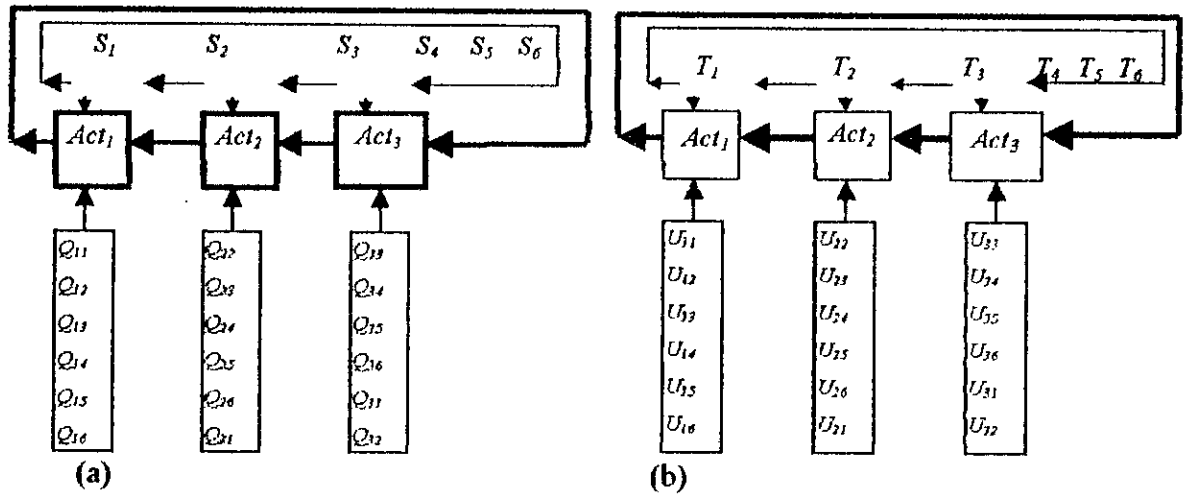 S₁ S₂ S₃ S₄ S₅ S₆
Act₁ Act₂ Act₃
Q₁₁ Q₂₂ Q₃₃
Q₁₂ Q₂₃ Q₃₄
Q₁₃ Q₂₄ Q₃₅
Q₁₄ Q₂₅ Q₃₆
Q₁₅ Q₂₆ Q₃₁
Q₁₆ Q₂₁ Q₃₂
(a)
T₁ T₂ T₃ T₄ T₅ T₆
Act₁ Act₂ Act₃
U₁₁ U₂₂ U₃₃
U₁₂ U₂₃ U₃₄
U₁₃ U₂₄ U₃₅
U₁₄ U₂₅ U₃₆
U₁₅ U₂₆ U₃₁
U₁₆ U₂₁ U₃₂
(b)